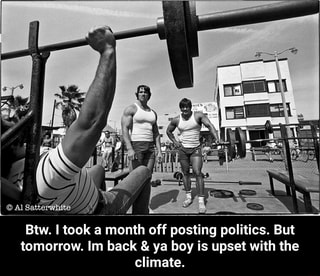 © Al Satterwhite
Btw. I took a month off posting politics. But
tomorrow. Im back & ya boy is upset with the
climate.